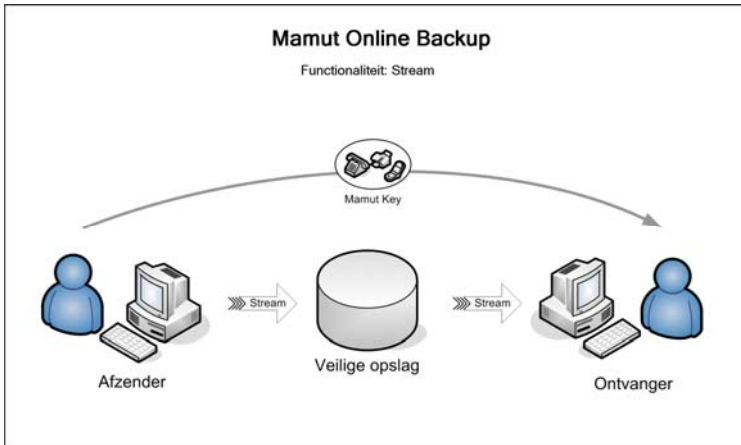 Mamut Online Backup
Functionaliteit: Stream
Mamut Key
Stream
Stream
Afzender
Veilige opslag
Ontvanger